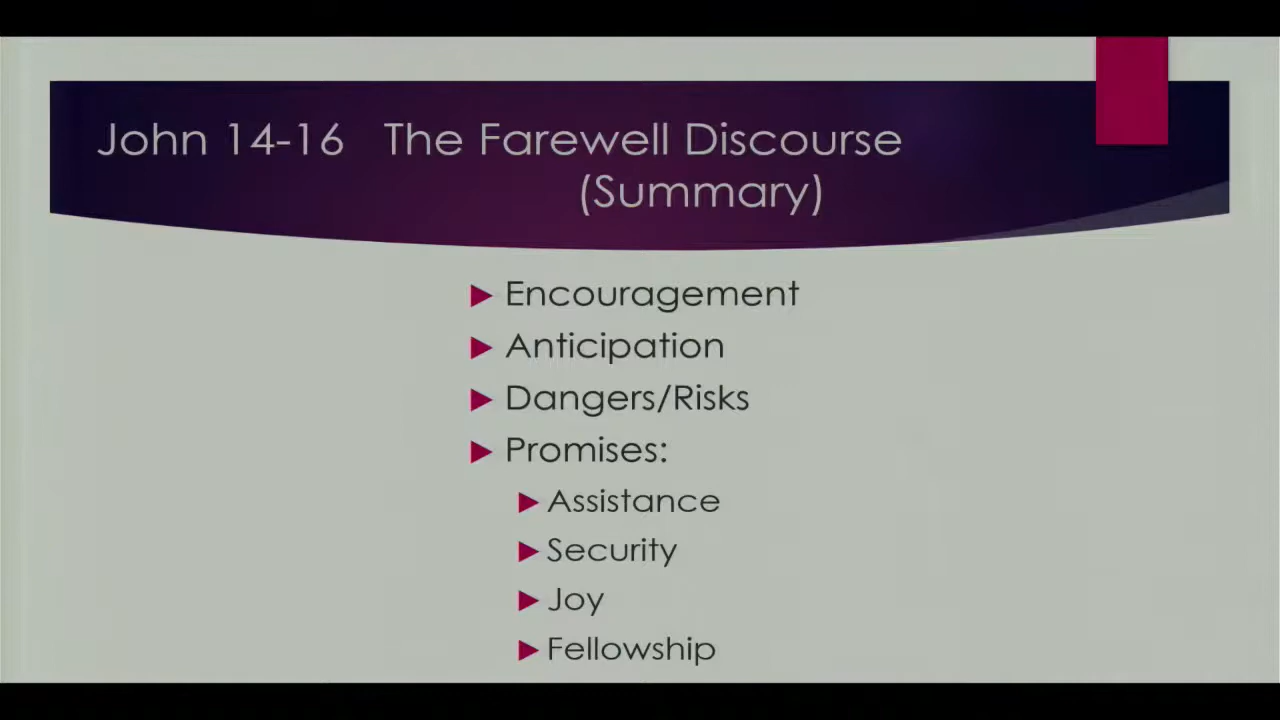 John 14-16 The Farewell Discourse
(Summary)
Encouragement
Anticipation
Dangers/Risks
Promises:
Assistance
Security
Joy
Fellowship